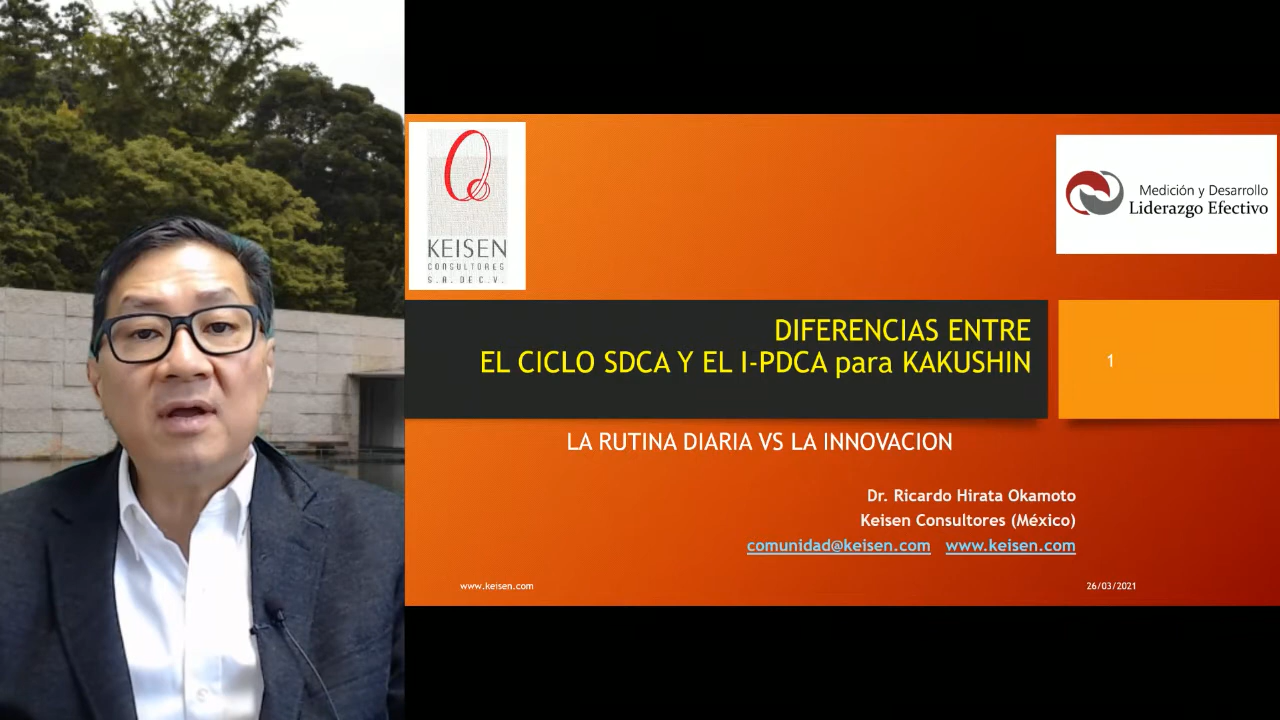 KEISEN
CONSULTORES
S.A. DE C.V.
Medición y Desarrollo
Liderazgo Efectivo
DIFERENCIAS ENTRE
EL CICLO SDCA Y EL I-PDCA para KAKUSHIN
1
LA RUTINA DIARIA VS LA INNOVACION
Dr. Ricardo Hirata Okamoto
Keisen Consultores (México)
comunidad@keisen.com www.keisen.com
www.keisen.com
26/03/2021